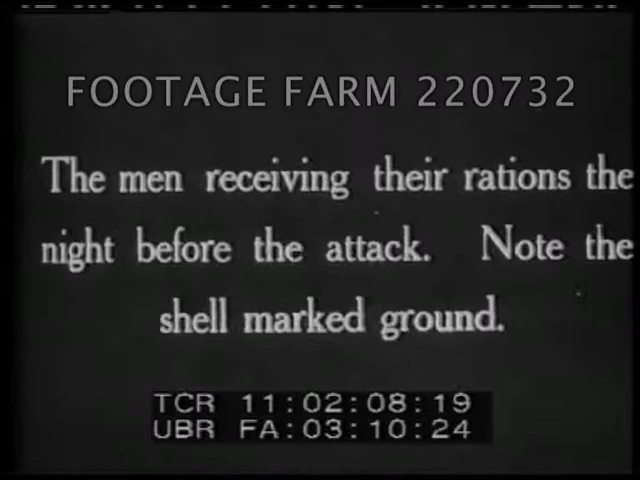 FOOTAGE FARM 220732
The men receiving their rations the
night before the attack. Note the
shell marked ground.
TCR 11:02:08:19
UBR FA:03:10:24